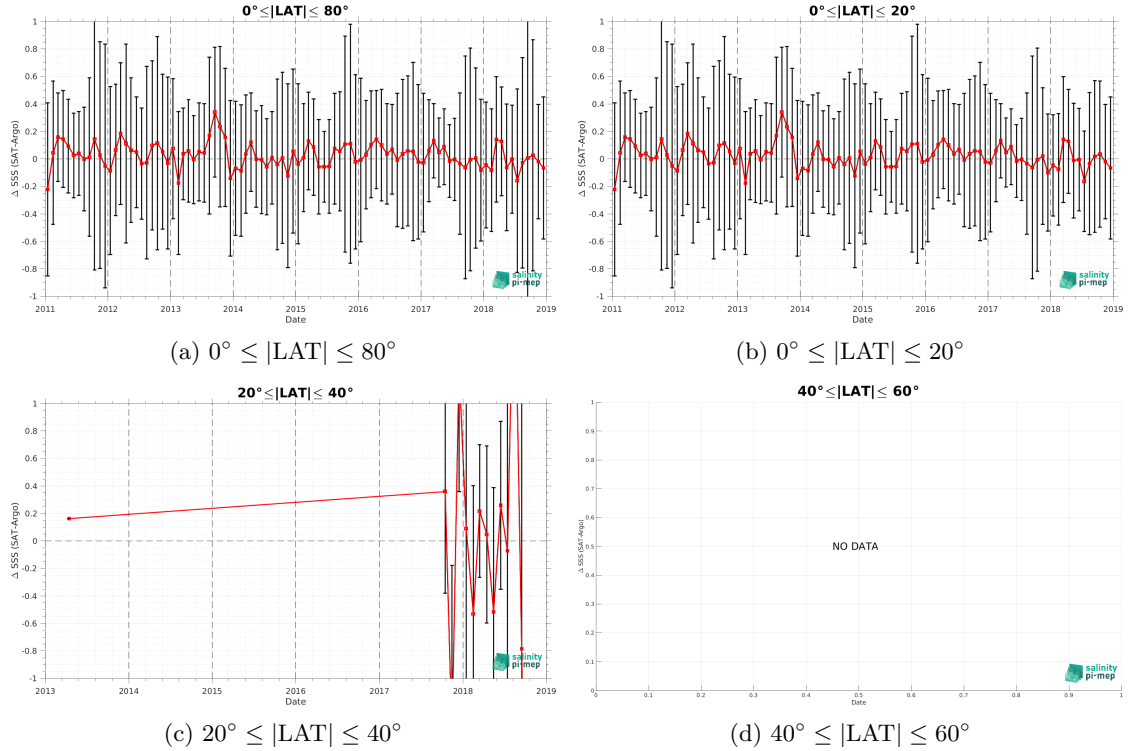 0°≤|LAT|≤ 80°
1
0.8
0.6
0.4
0.2
0
-0.2
-0.4
-0.6
-0.8
-1
Δ SSS (SAT-Argo)
2011 2012 2013 2014 2015 2016 2017 2018 2019
Date
salinity
pi-mep
(a) 0° ≤ |LAT| ≤ 80°
0°≤|LAT|≤ 20°
1
0.8
0.6
0.4
0.2
0
-0.2
-0.4
-0.6
-0.8
-1
Δ SSS (SAT-Argo)
2011 2012 2013 2014 2015 2016 2017 2018 2019
Date
salinity
pi-mep
(b) 0° ≤ |LAT| ≤ 20°
20°≤|LAT|≤ 40°
1
0.8
0.6
0.4
0.2
0
-0.2
-0.4
-0.6
-0.8
-1
Δ SSS (SAT-Argo)
2013 2014 2015 2016 2017 2018 2019
Date
salinity
pi-mep
(c) 20° ≤ |LAT| ≤ 40°
40°≤|LAT|≤ 60°
1
0.9
0.8
0.7
0.6
0.5
0.4
0.3
0.2
0.1
0
Δ SSS (SAT-Argo)
NO DATA
0 0.1 0.2 0.3 0.4 0.5 0.6 0.7 0.8 0.9 1
Date
salinity
pi-mep
(d) 40° ≤ |LAT| ≤ 60°